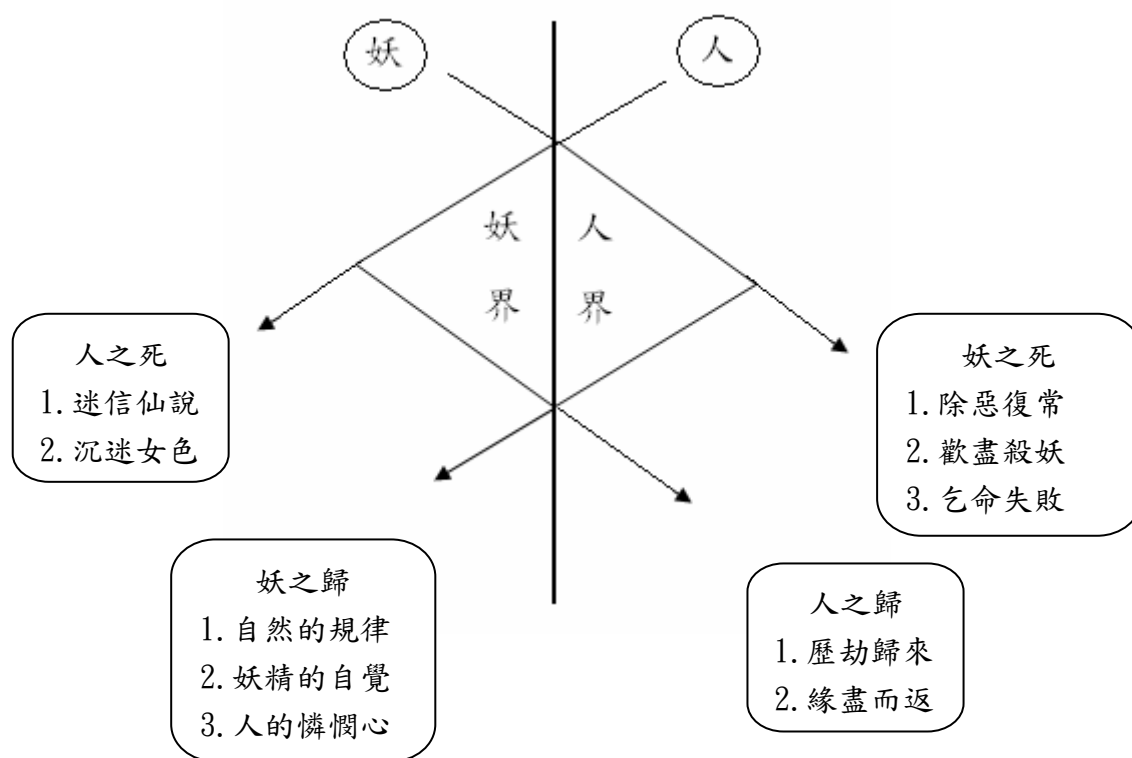 妖
人
妖
界
人
界
人之死
1.迷信仙說
2.沉迷女色
妖之死
1.除惡復常
2.歡盡殺妖
3.乞命失敗
妖之歸
1.自然的規律
2.妖精的自覺
3.人的憐憫心
人之歸
1.歷劫歸來
2.緣盡而返